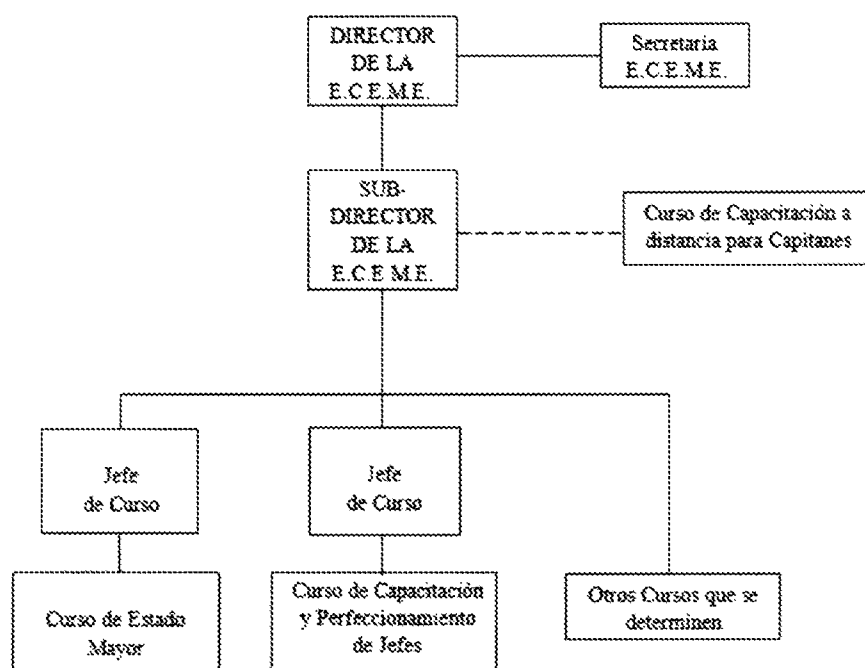 DIRECTOR
DE LA
E.C.E.M.E.
Secretaria
E.C.E.M.E.
SUB-
DIRECTOR
DE LA
E.C.E M.E.
Curso de Capacitación a
distancia para Capitanes
Jefe
de Curso
Jefe
de Curso
Curso de Estado
Mayor
Curso de Capacitación
y Perfeccionamiento
de Jefes
Otros Cursos que se
determinen